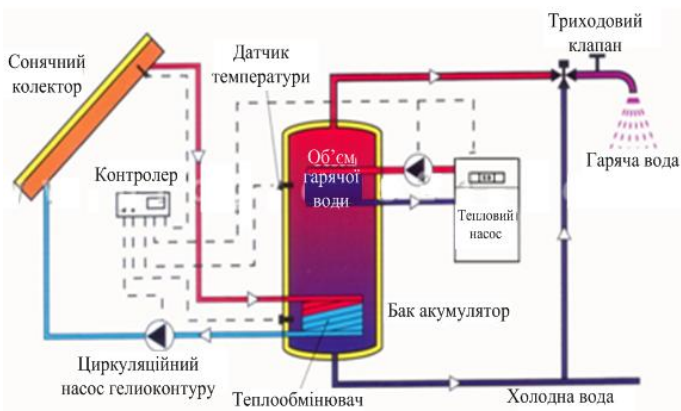 Триходовий
клапан
Датчик
температури
Сонячний
колектор
Об’єм
гарячої
води
Гаряча вода
Контролер
Тепловий
насос
Бак акумулятор
Циркуляційний
насос гелиоконтуру
Теплообмінювач
Холодна вода